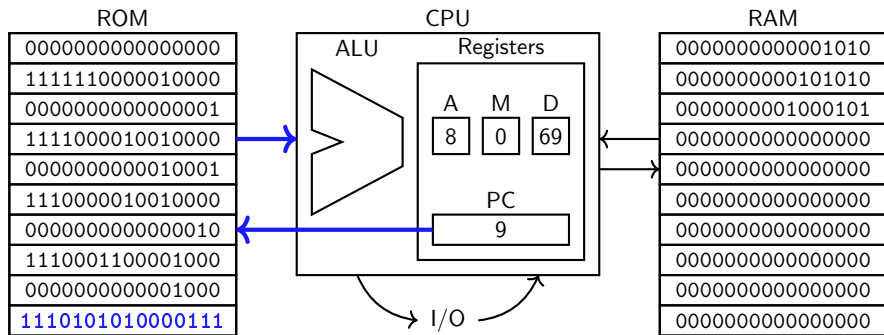 ROM
0000000000000000
1111110000010000
0000000000000001
1111000010010000
0000000000010001
1110000010010000
0000000000000010
1110001100001000
0000000000001000
1110101010000111
CPU
ALU
Registers
A M D
8 0 69
PC
9
I/O
RAM
0000000000001010
0000000000101010
0000000001000101
0000000000000000
0000000000000000
0000000000000000
0000000000000000
0000000000000000
0000000000000000
0000000000000000